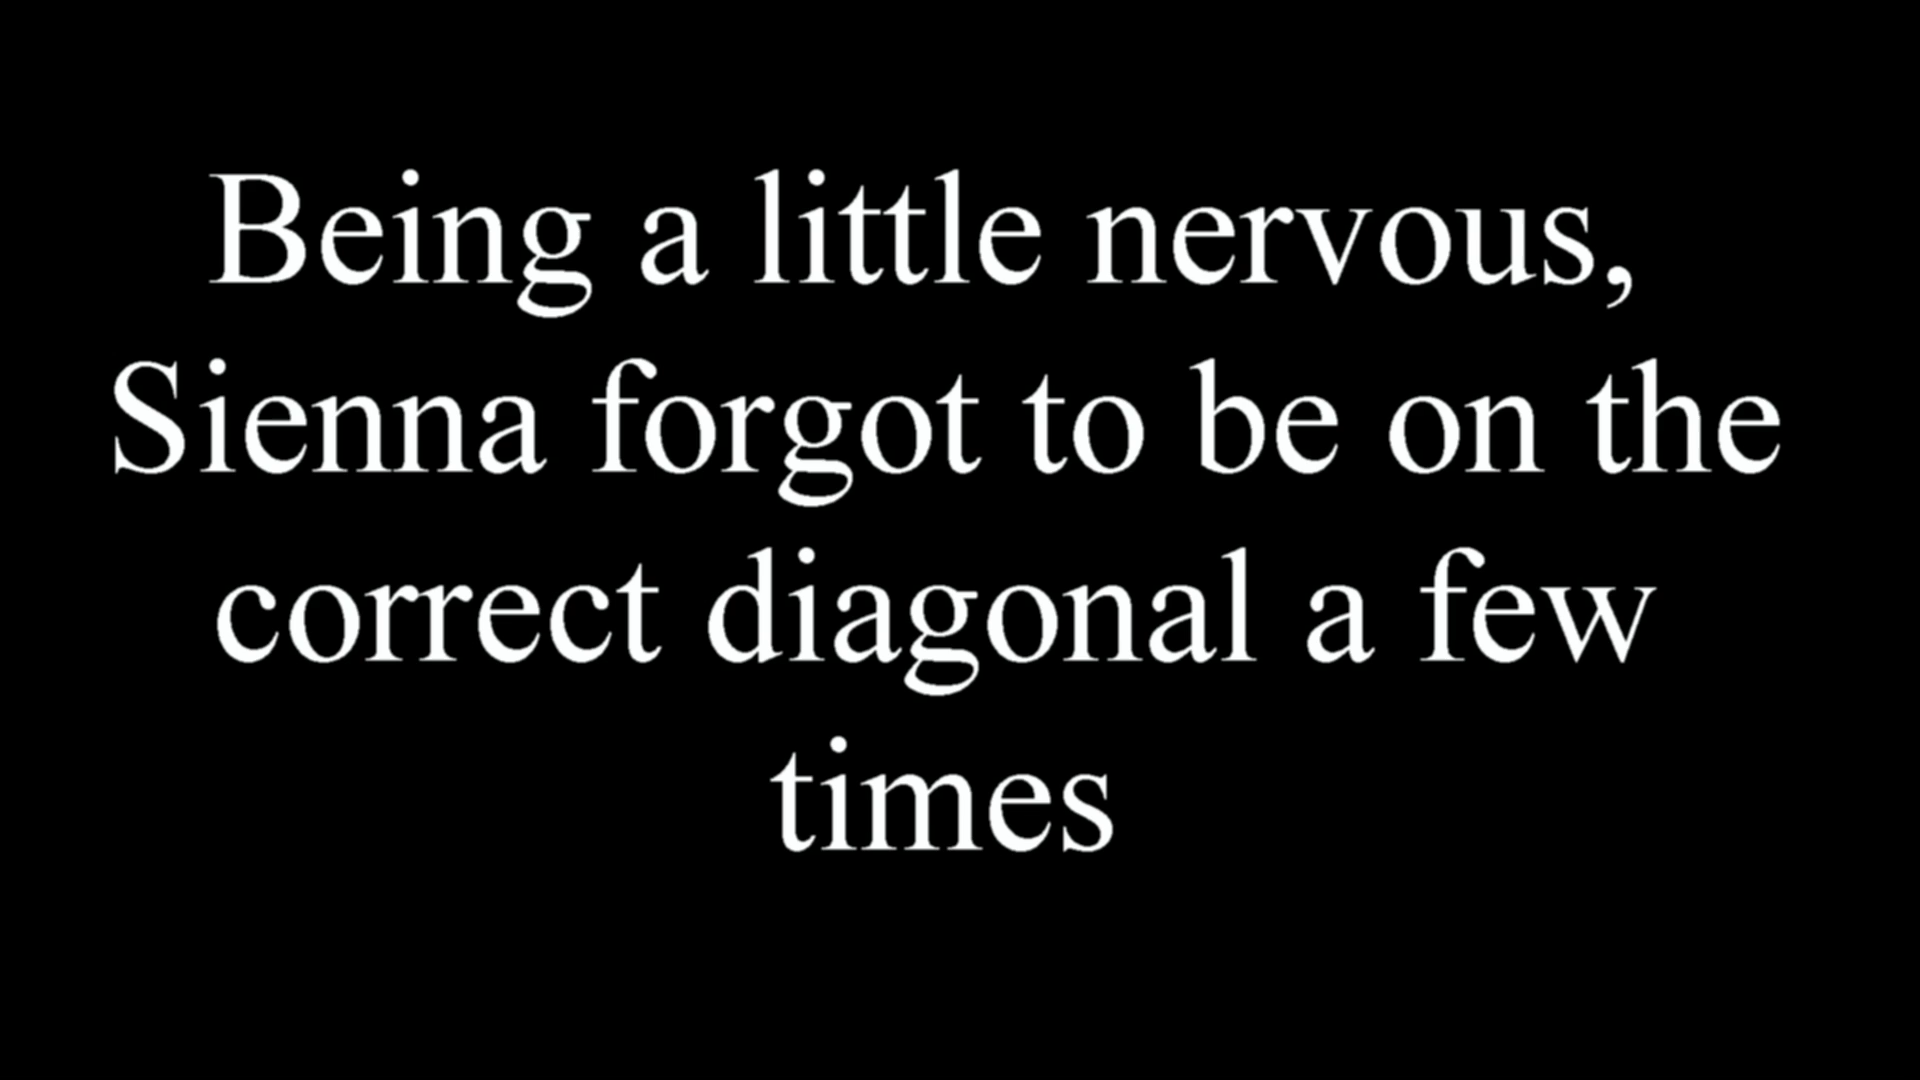 Being a little nervous,
Sienna forgot to be on the
correct diagonal a few
times